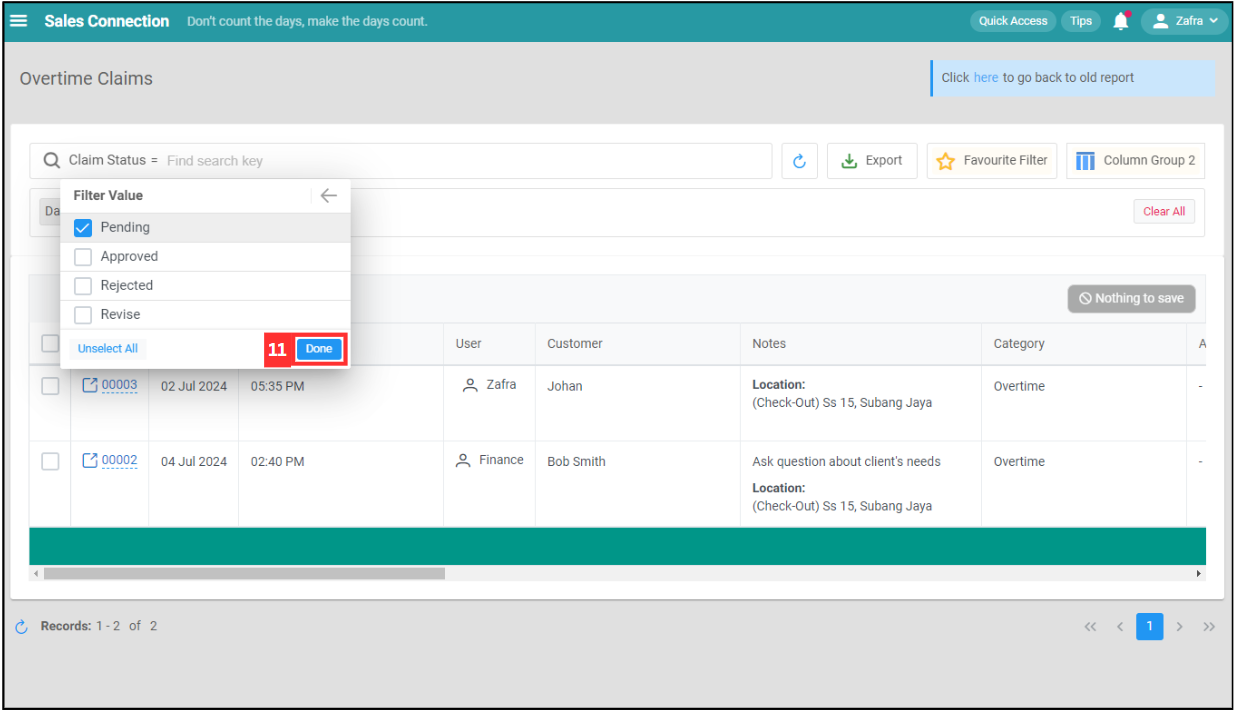 Sales Connection Don't count the days, make the days count. Quick Access Tips Zafra
Overtime Claims
Click here to go back to old report
Claim Status = Find search key
Export Favourite Filter Column Group 2
Filter Value
Da
Clear All
Pending
Approved
Rejected
Revise
Nothing to save
Unselect All 11 Done
User Customer Notes Category A
00003 02 Jul 2024 05:35 PM Zafra Johan Location: Overtime -
(Check-Out) Ss 15, Subang Jaya
00002 04 Jul 2024 02:40 PM Finance Bob Smith Ask question about client's needs Overtime -
Location:
(Check-Out) Ss 15, Subang Jaya
Records: 1 - 2 of 2 << < 1 > >>